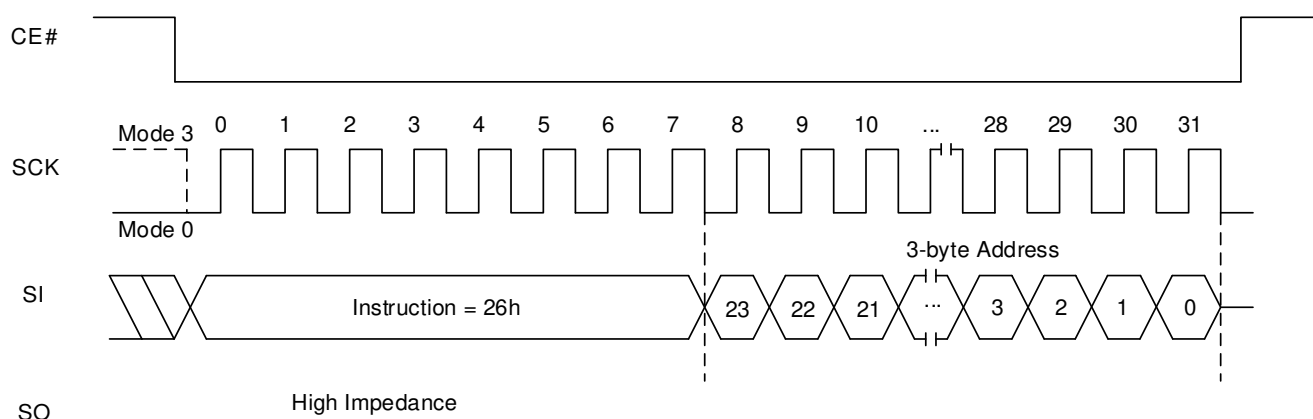 CE#
Mode 3
0 1 2 3 4 5 6 7 8 9 10 ... 28 29 30 31
SCK
Mode 0
3-byte Address
SI
Instruction = 26h
23 22 21 ... 3 2 1 0
High Impedance
SO